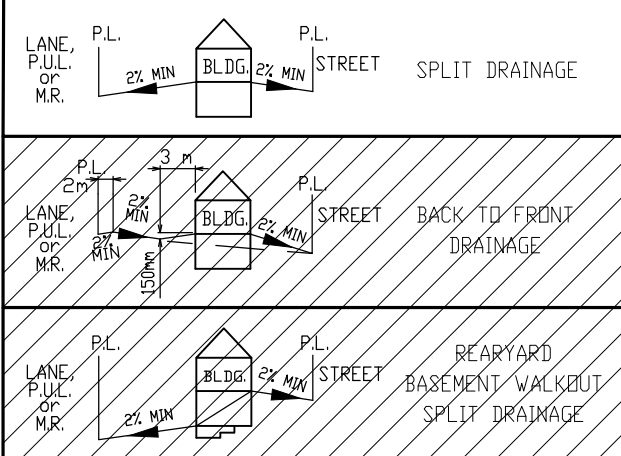 LANE,
P.U.L.
or
M.R.
P.L.
2% MIN
BLDG.
2% MIN
P.L.
STREET
SPLIT DRAINAGE
LANE,
P.U.L.
or
M.R.
P.L.
2m
2%
MIN
2%
MIN
3 m
150mm
BLDG.
2% MIN
P.L.
STREET
BACK TO FRONT
DRAINAGE
LANE,
P.U.L.
or
M.R.
P.L.
2% MIN
BLDG.
2% MIN
P.L.
STREET
REARYARD
BASEMENT WALKOUT
SPLIT DRAINAGE